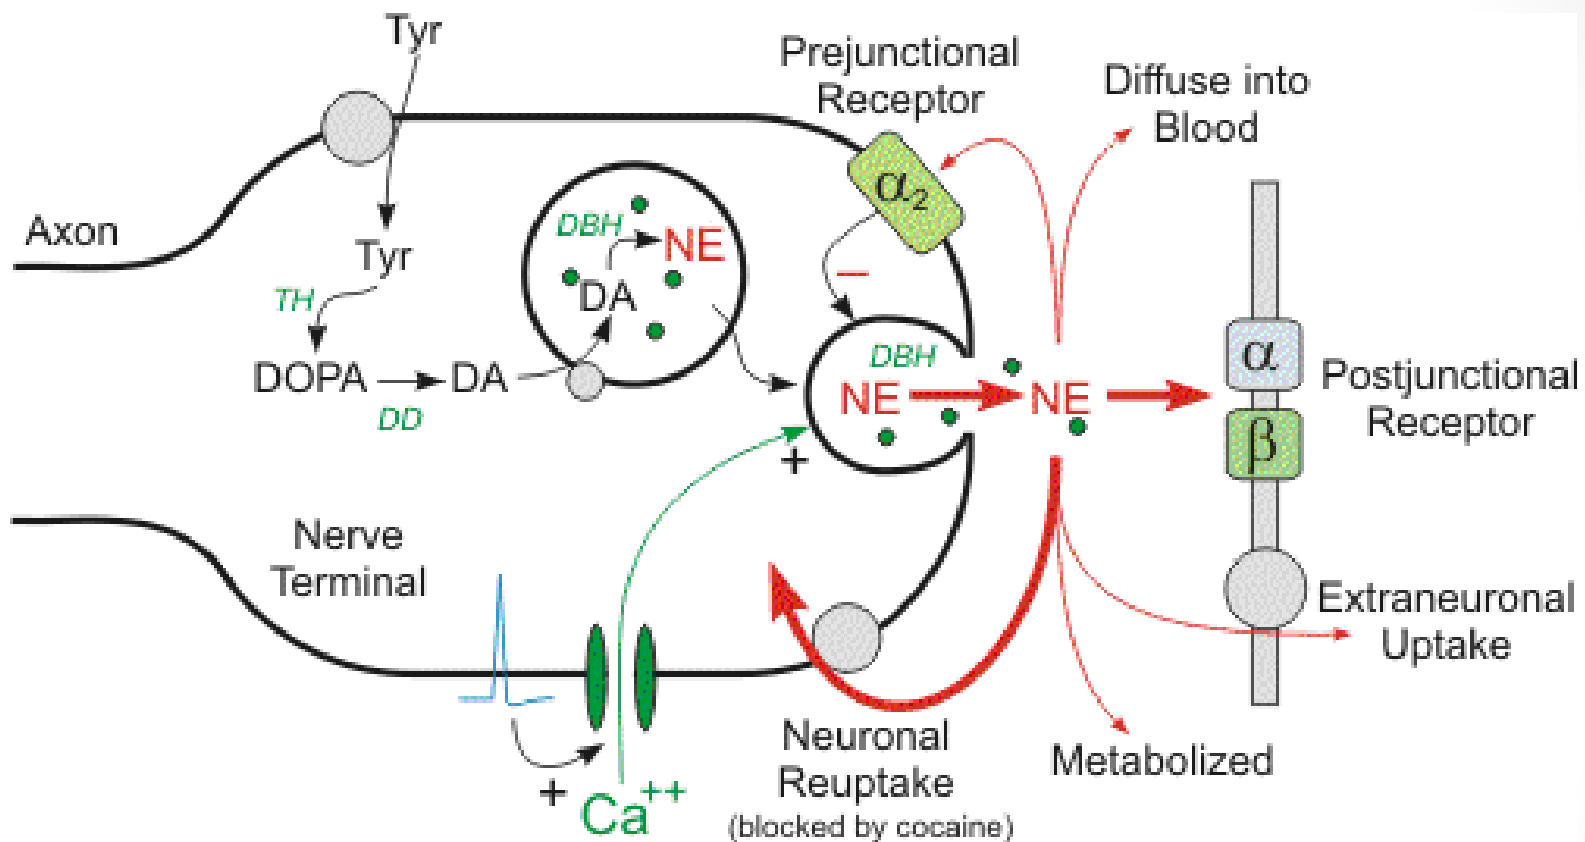 Tyr
Prejunctional
Receptor
Diffuse into
Blood
α₂
Axon
DBH
NE
Tyr
DA
TH
DOPA
DA
DD
–
DBH
NE
NE
α
β
Postjunctional
Receptor
+
Nerve
Terminal
Extraneuronal
Uptake
Neuronal
Reuptake
(blocked by cocaine)
Metabolized
+
Ca⁺⁺